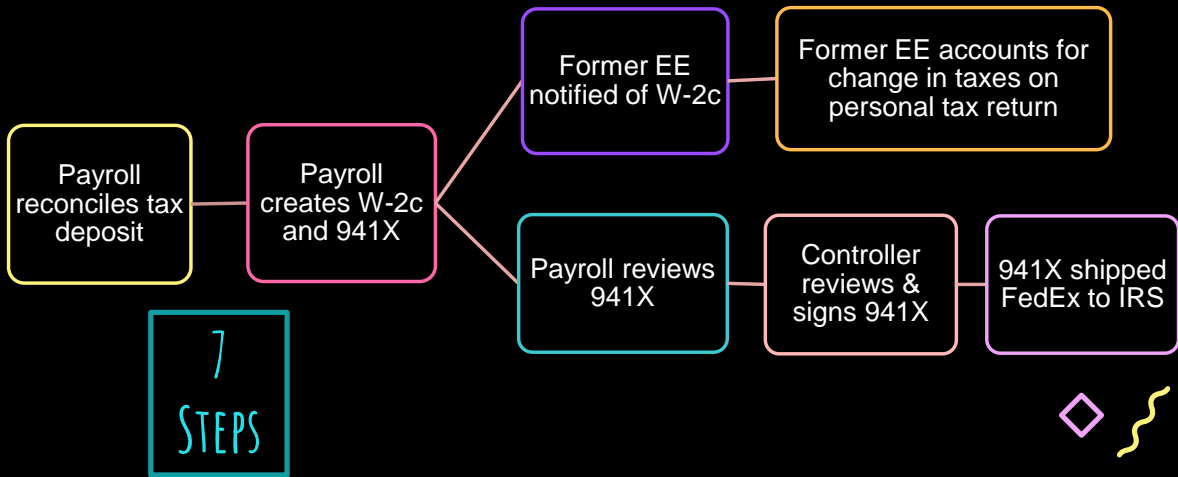 Payroll
reconciles tax
deposit
Payroll
creates W-2c
and 941X
Former EE
notified of W-2c
Former EE accounts for
change in taxes on
personal tax return
Payroll reviews
941X
Controller
reviews &
signs 941X
941X shipped
FedEx to IRS
7
Steps